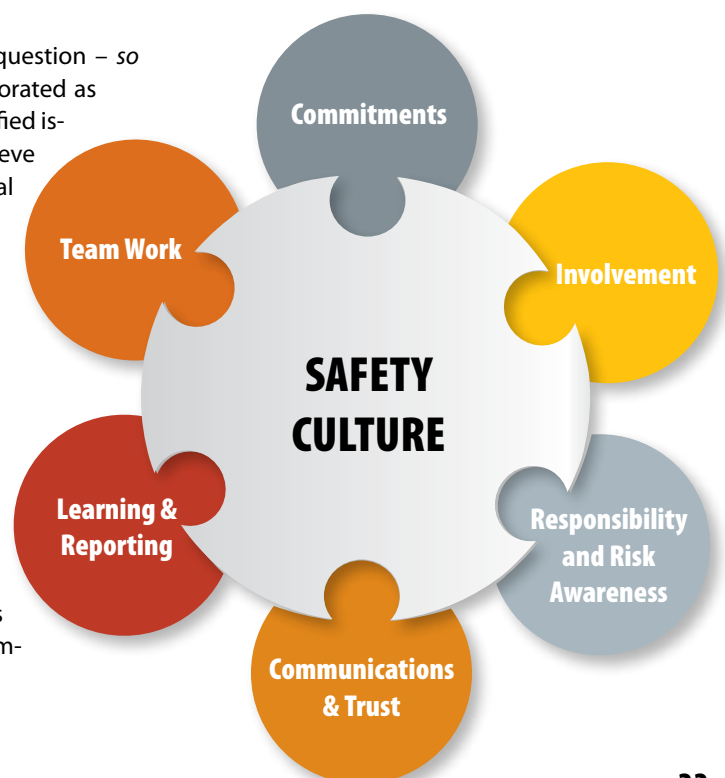 question – so
orated as
fied is-
eve
al
s
m-
Commitments
Involvement
Responsibility
and Risk
Awareness
Communications
& Trust
Learning &
Reporting
Team Work
SAFETY
CULTURE